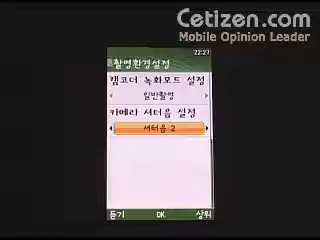 Cetizen.com
Mobile Opinion Leader
22:27
촬영환경설정
캠코더 녹화모드 설정
일반촬영
카메라 셔터음 설정
셔터음 2
듣기 OK 상위